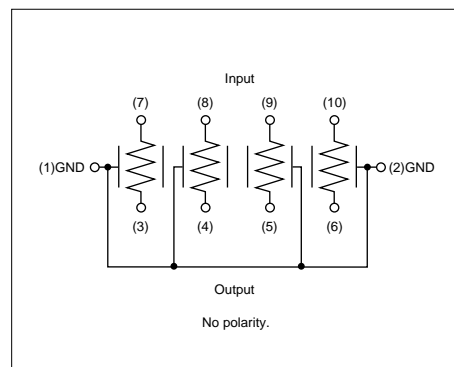 Input
(7) (8) (9) (10)
(1)GND (2)GND
(3) (4) (5) (6)
Output
No polarity.